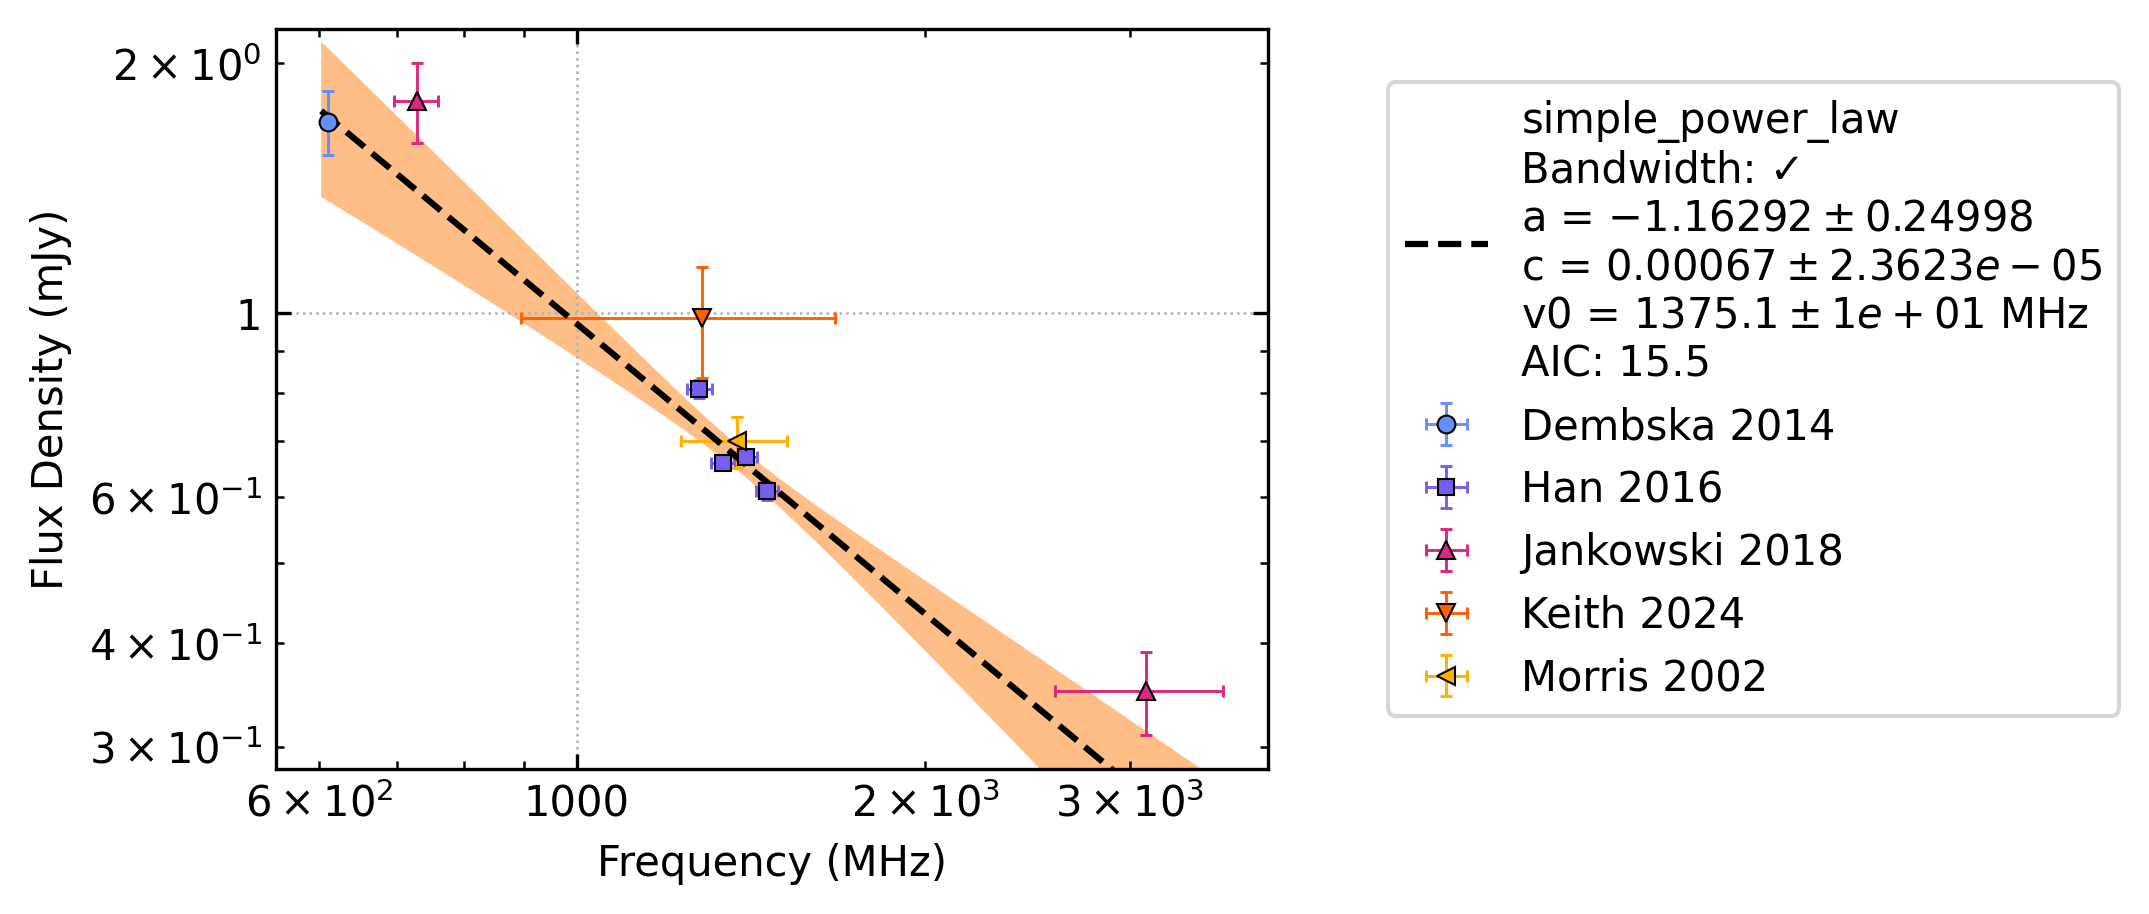 2 × 10⁰
1
6 × 10⁻¹
4 × 10⁻¹
3 × 10⁻¹
Flux Density (mJy)
6 × 10² 1000 2 × 10³ 3 × 10³
Frequency (MHz)
simple_power_law
Bandwidth: ✓
a = −1.16292 ± 0.24998
c = 0.00067 ± 2.3623e − 05
v0 = 1375.1 ± 1e + 01 MHz
AIC: 15.5
Dembska 2014
Han 2016
Jankowski 2018
Keith 2024
Morris 2002